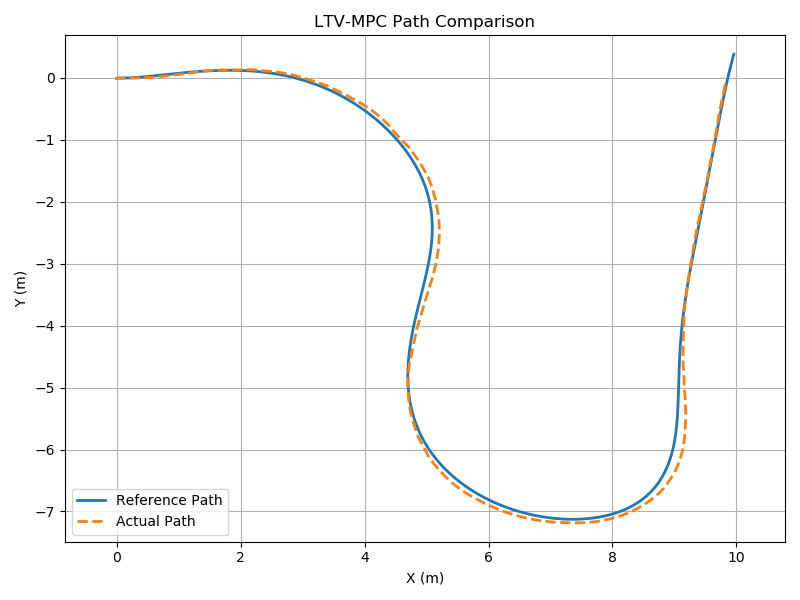 LTV-MPC Path Comparison
Y (m)
0
−1
−2
−3
−4
−5
−6
−7
Reference Path
Actual Path
0 2 4 6 8 10
X (m)